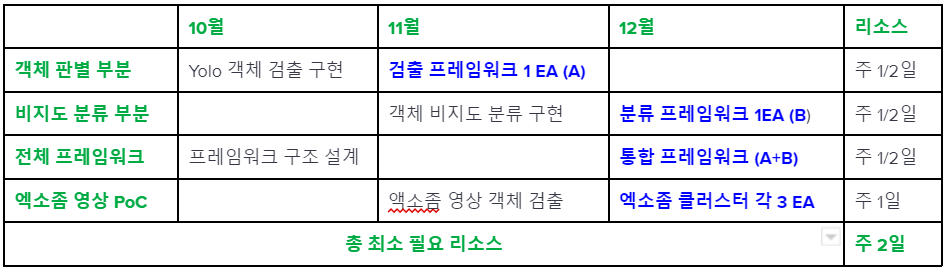 10월 11월 12월 리소스
객체 판별 부분 Yolo 객체 검출 구현 검출 프레임워크 1 EA (A) 주 1/2일
비지도 분류 부분 객체 비지도 분류 구현 분류 프레임워크 1EA (B) 주 1/2일
전체 프레임워크 프레임워크 구조 설계 통합 프레임워크 (A+B) 주 1/2일
엑소좀 영상 PoC 액소좀 영상 객체 검출 엑소좀 클러스터 각 3 EA 주 1일
총 최소 필요 리소스 주 2일